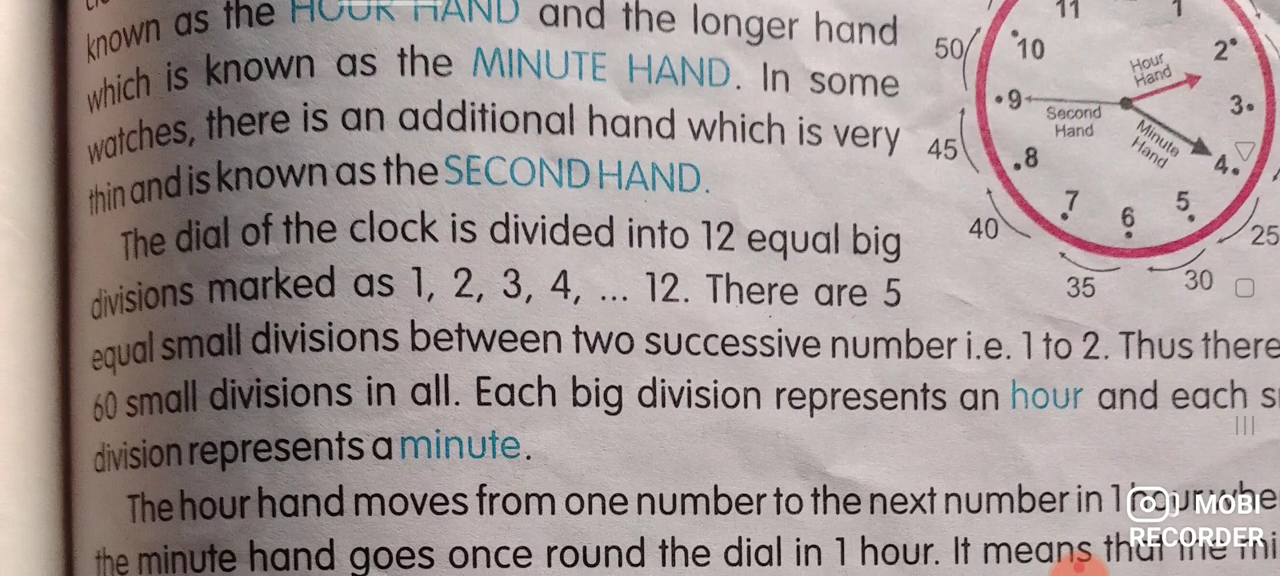 known as the HOUR HAND and the longer hand
which is known as the MINUTE HAND. In some
watches, there is an additional hand which is very
thin and is known as the SECOND HAND.
The dial of the clock is divided into 12 equal big
divisions marked as 1, 2, 3, 4, ... 12. There are 5
equal small divisions between two successive number i.e. 1 to 2. Thus there
60 small divisions in all. Each big division represents an hour and each
division represents a minute.
The hour hand moves from one number to the next number in 1 hour
the minute hand goes once round the dial in 1 hour. It means that the
11 1
50 10 2
Hour
Hand
9 3
Second
Hand
Minute
Hand
45 8 4
7 6 5
40 25
35 30
MOBI
RECORDER